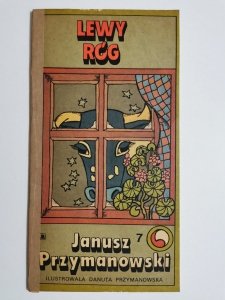 LEWY
RÓG
7
Janusz
Przymanowski
ILUSTROWAŁA DANUTA PRZYMANOWSKA